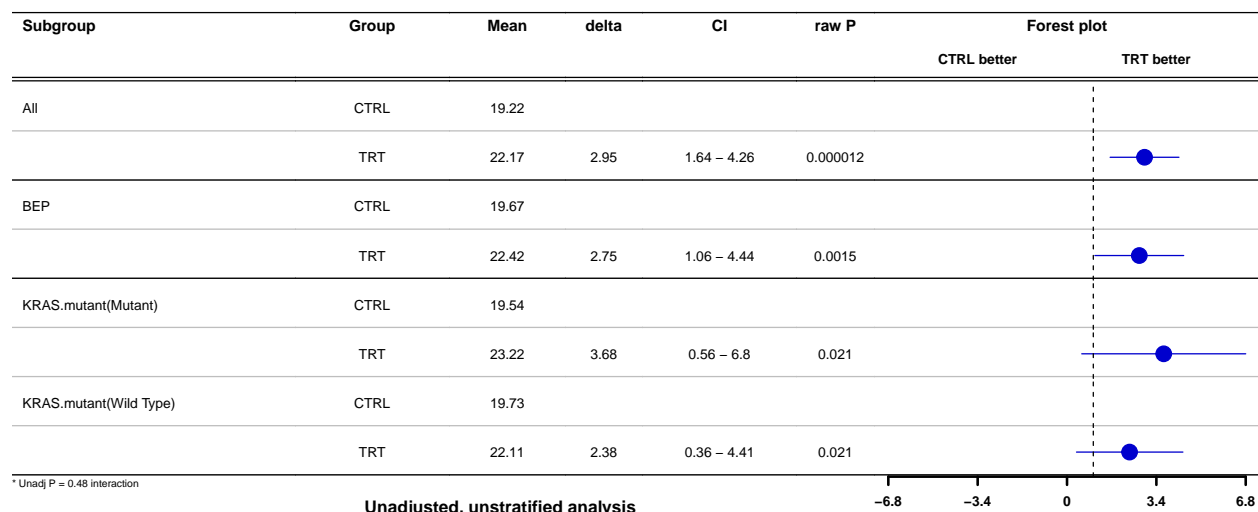 Subgroup Group Mean delta CI raw P Forest plot
CTRL better TRT better
All CTRL 19.22
TRT 22.17 2.95 1.64 − 4.26 0.000012
BEP CTRL 19.67
TRT 22.42 2.75 1.06 − 4.44 0.0015
KRAS.mutant(Mutant) CTRL 19.54
TRT 23.22 3.68 0.56 − 6.8 0.021
KRAS.mutant(Wild Type) CTRL 19.73
TRT 22.11 2.38 0.36 − 4.41 0.021
* Unadj P = 0.48 interaction
−6.8 −3.4 0 3.4 6.8
Unadjusted, unstratified analysis